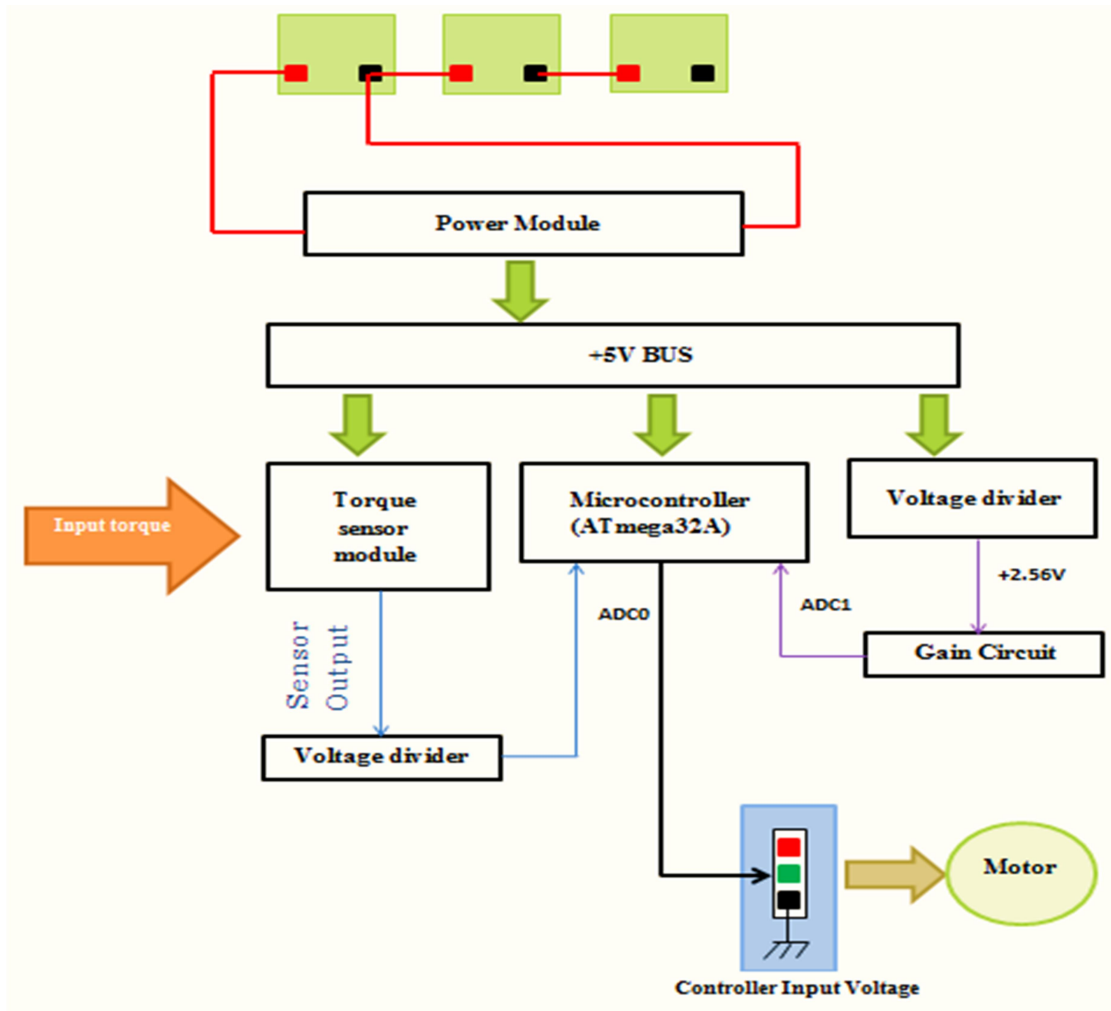 Power Module
+5V BUS
Input torque
Torque
sensor
module
Microcontroller
(ATmega32A)
Voltage divider
+2.56V
ADC0
ADC1
Gain Circuit
Sensor
Output
Voltage divider
Motor
Controller Input Voltage